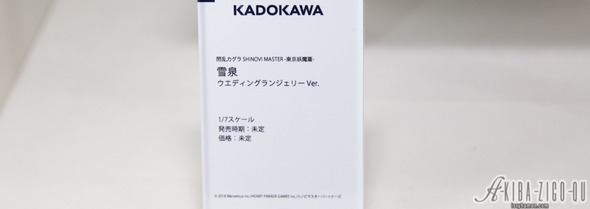 KADOKAWA
閃乱カグラ SHINOVI MASTER -東京妖魔篇-
雪泉
ウエディングランジェリー Ver.
1/7スケール
発売時期：未定
価格：未定
A-KIBA-ZIGO-QU